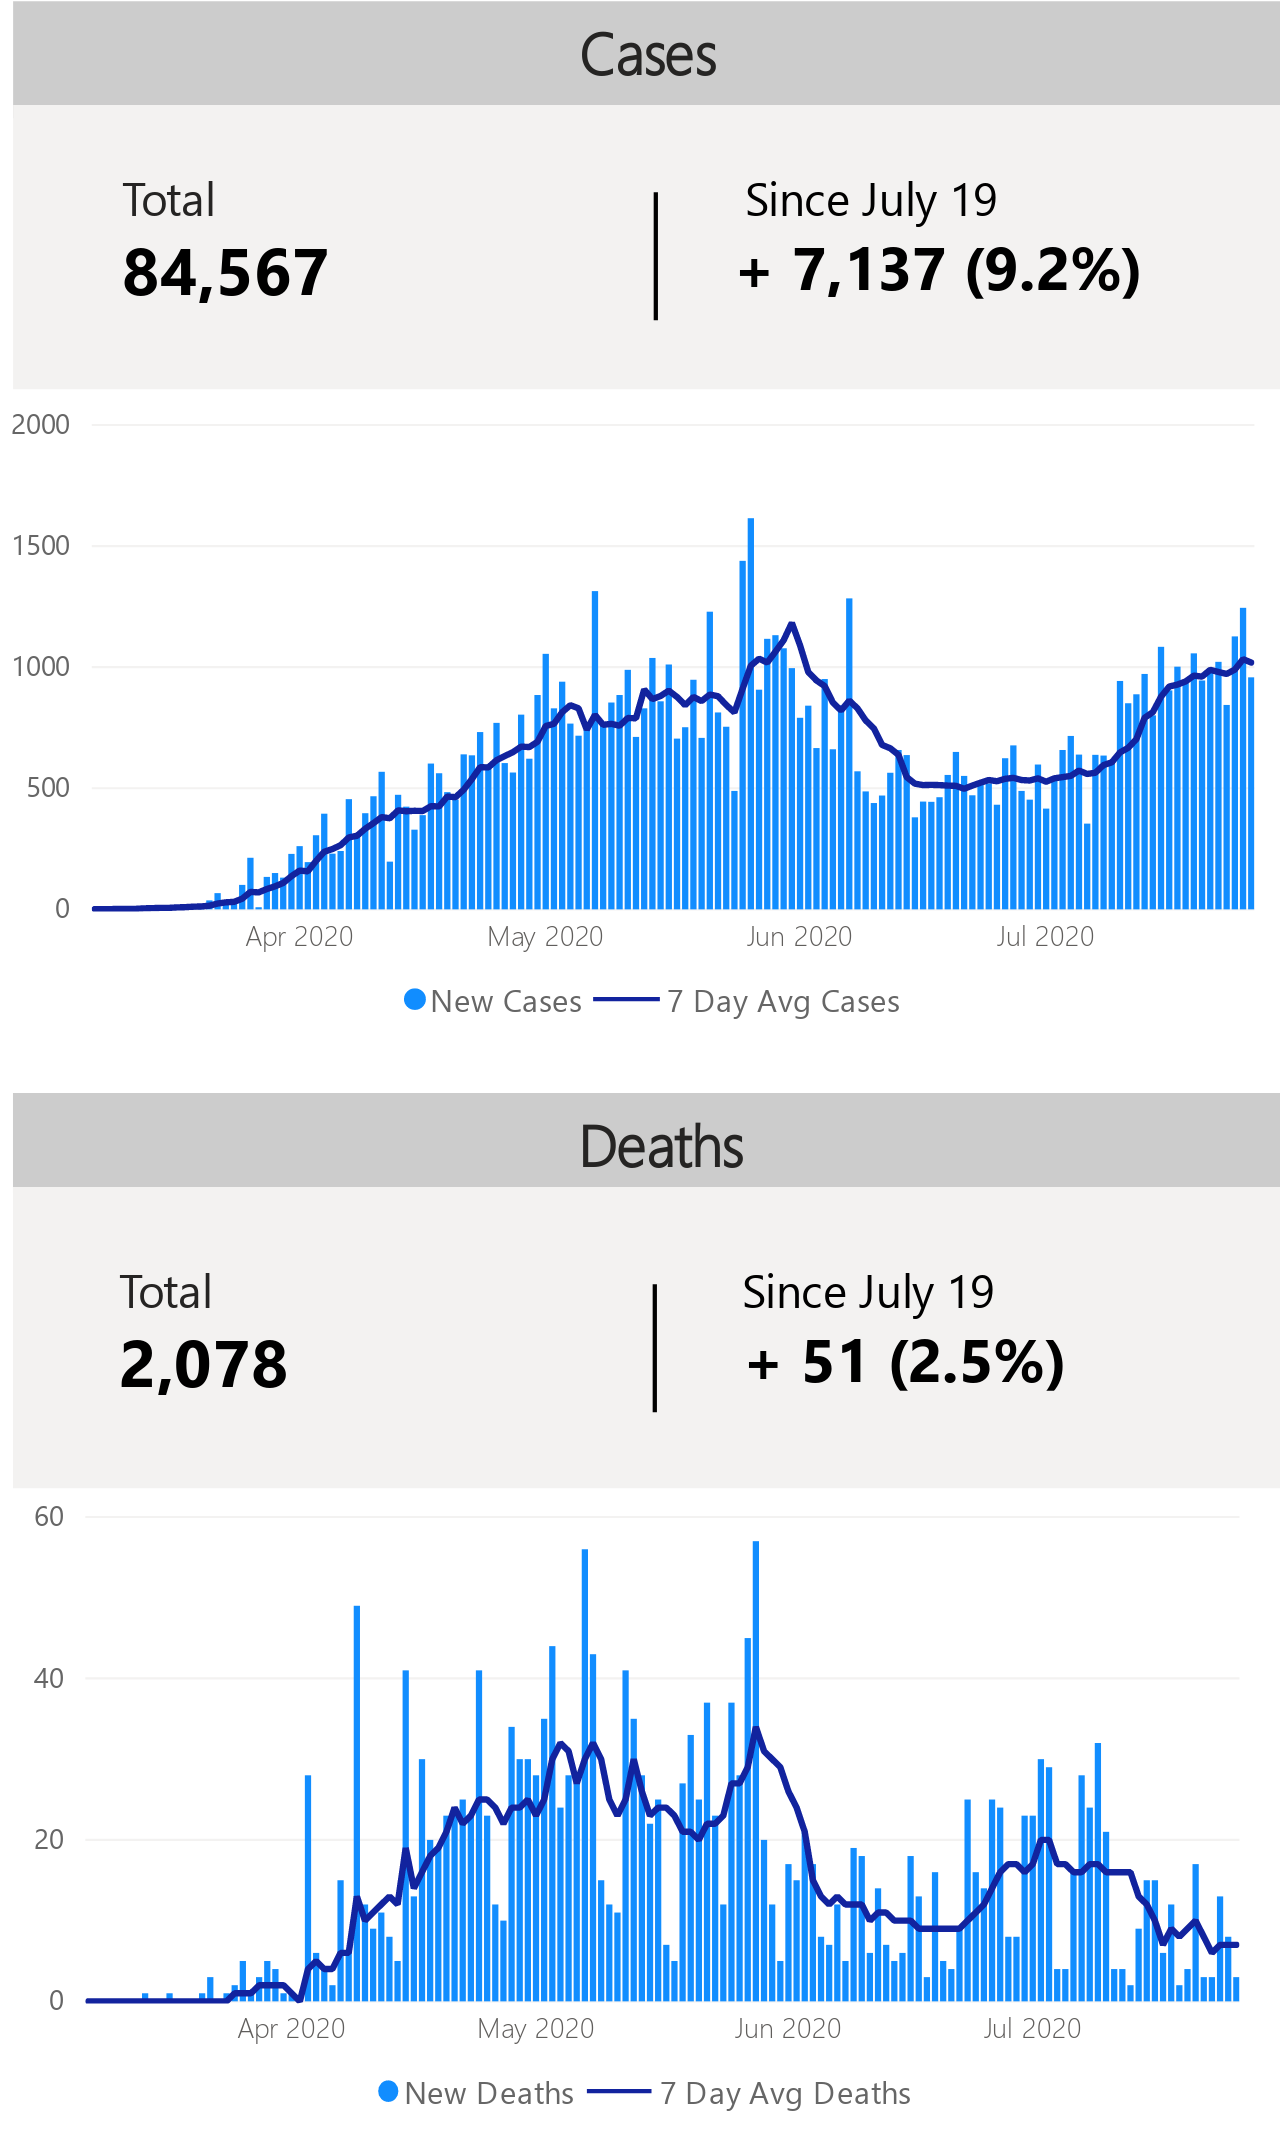 Cases
Total
Since July 19
84,567
+ 7,137 (9.2%)
2000
1500
1000
500
0
Apr 2020 May 2020 Jun 2020 Jul 2020
New Cases 7 Day Avg Cases
Deaths
Total
Since July 19
2,078
+ 51 (2.5%)
60
40
20
0
Apr 2020 May 2020 Jun 2020 Jul 2020
New Deaths 7 Day Avg Deaths